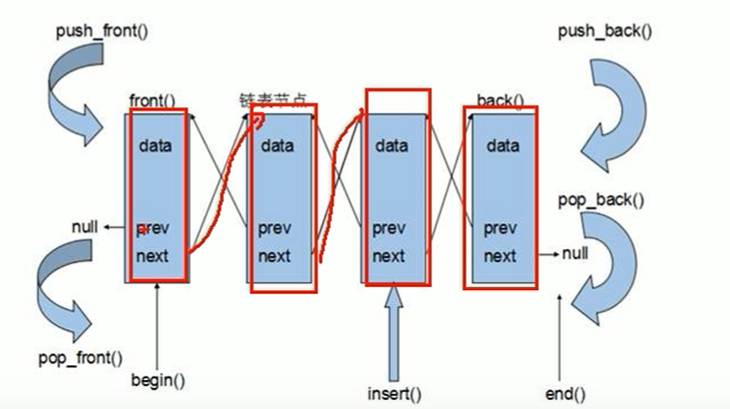 push_front()
push_back()
front()
链表节点
back()
data
data
data
data
pop_back()
null
prev
prev
prev
prev
next
next
next
next
null
pop_front()
begin()
insert()
end()